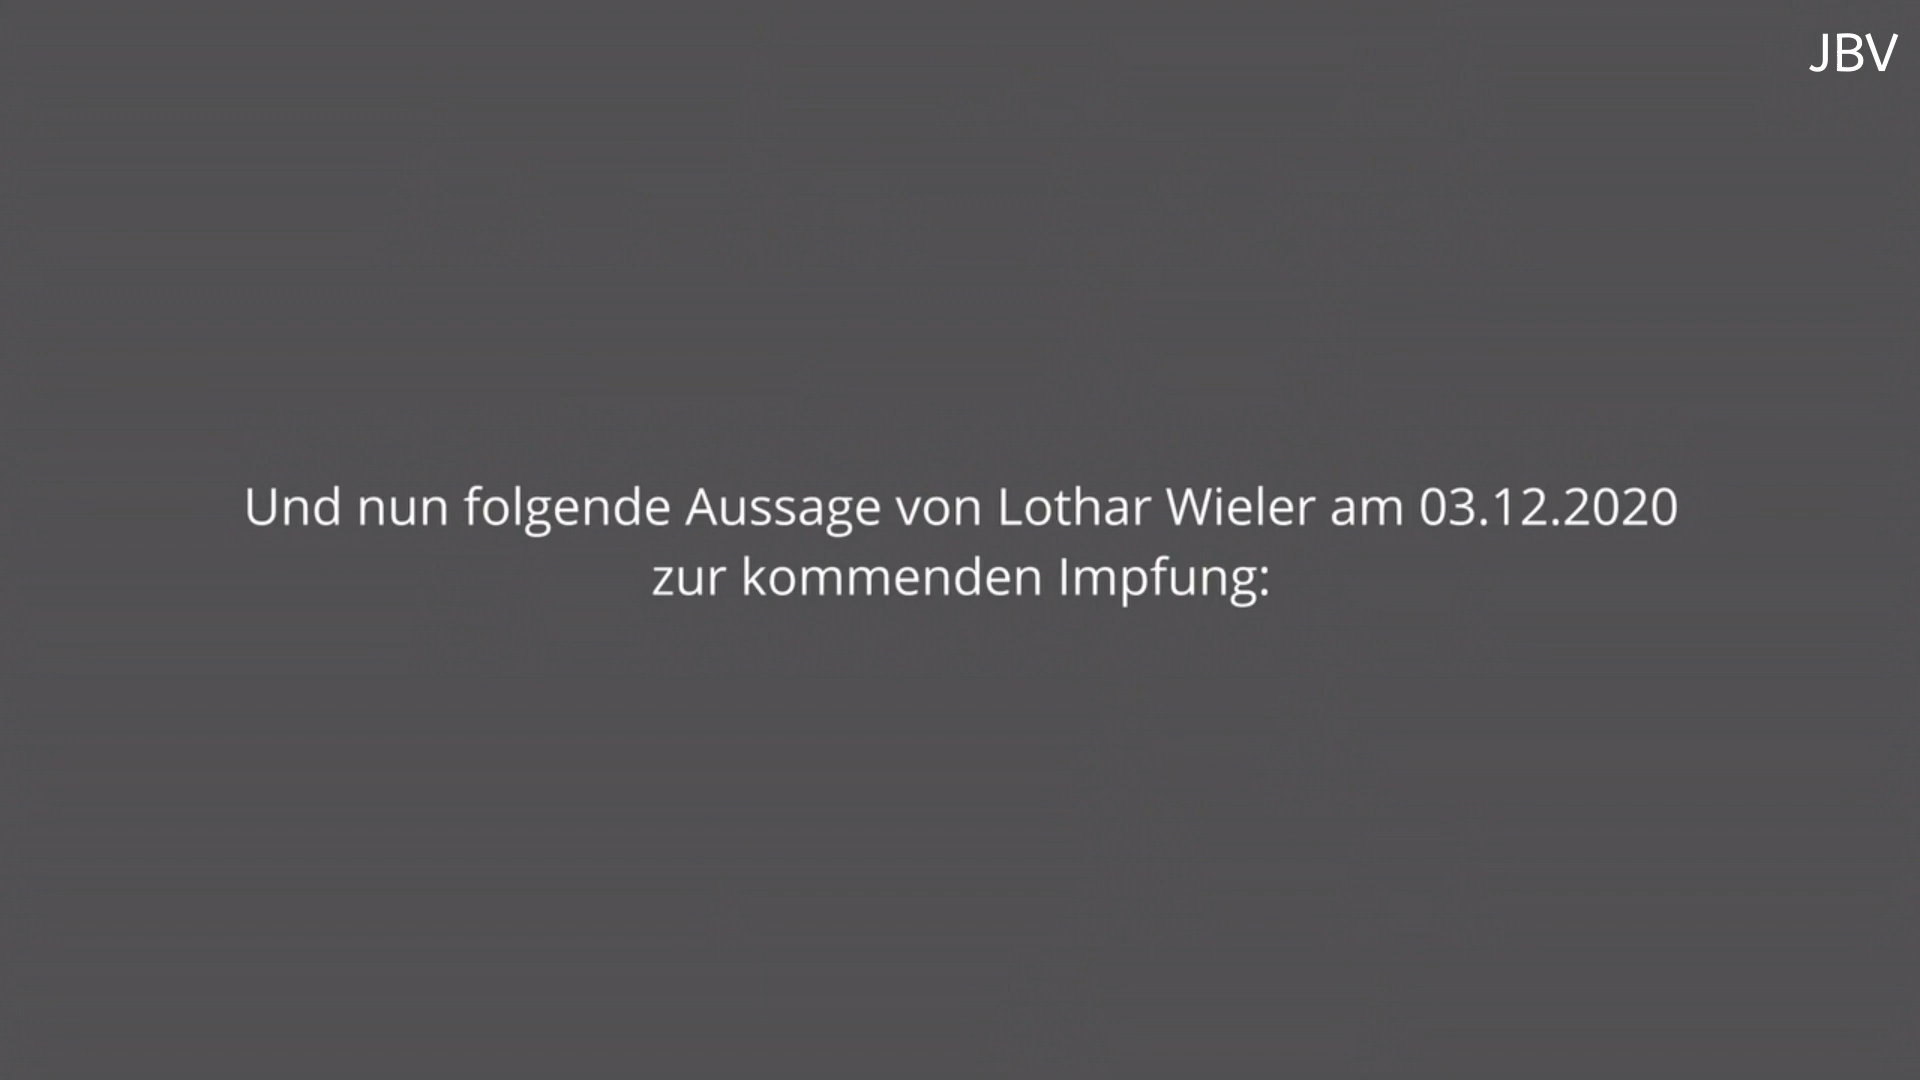 JBV
Und nun folgende Aussage von Lothar Wieler am 03.12.2020
zur kommenden Impfung: